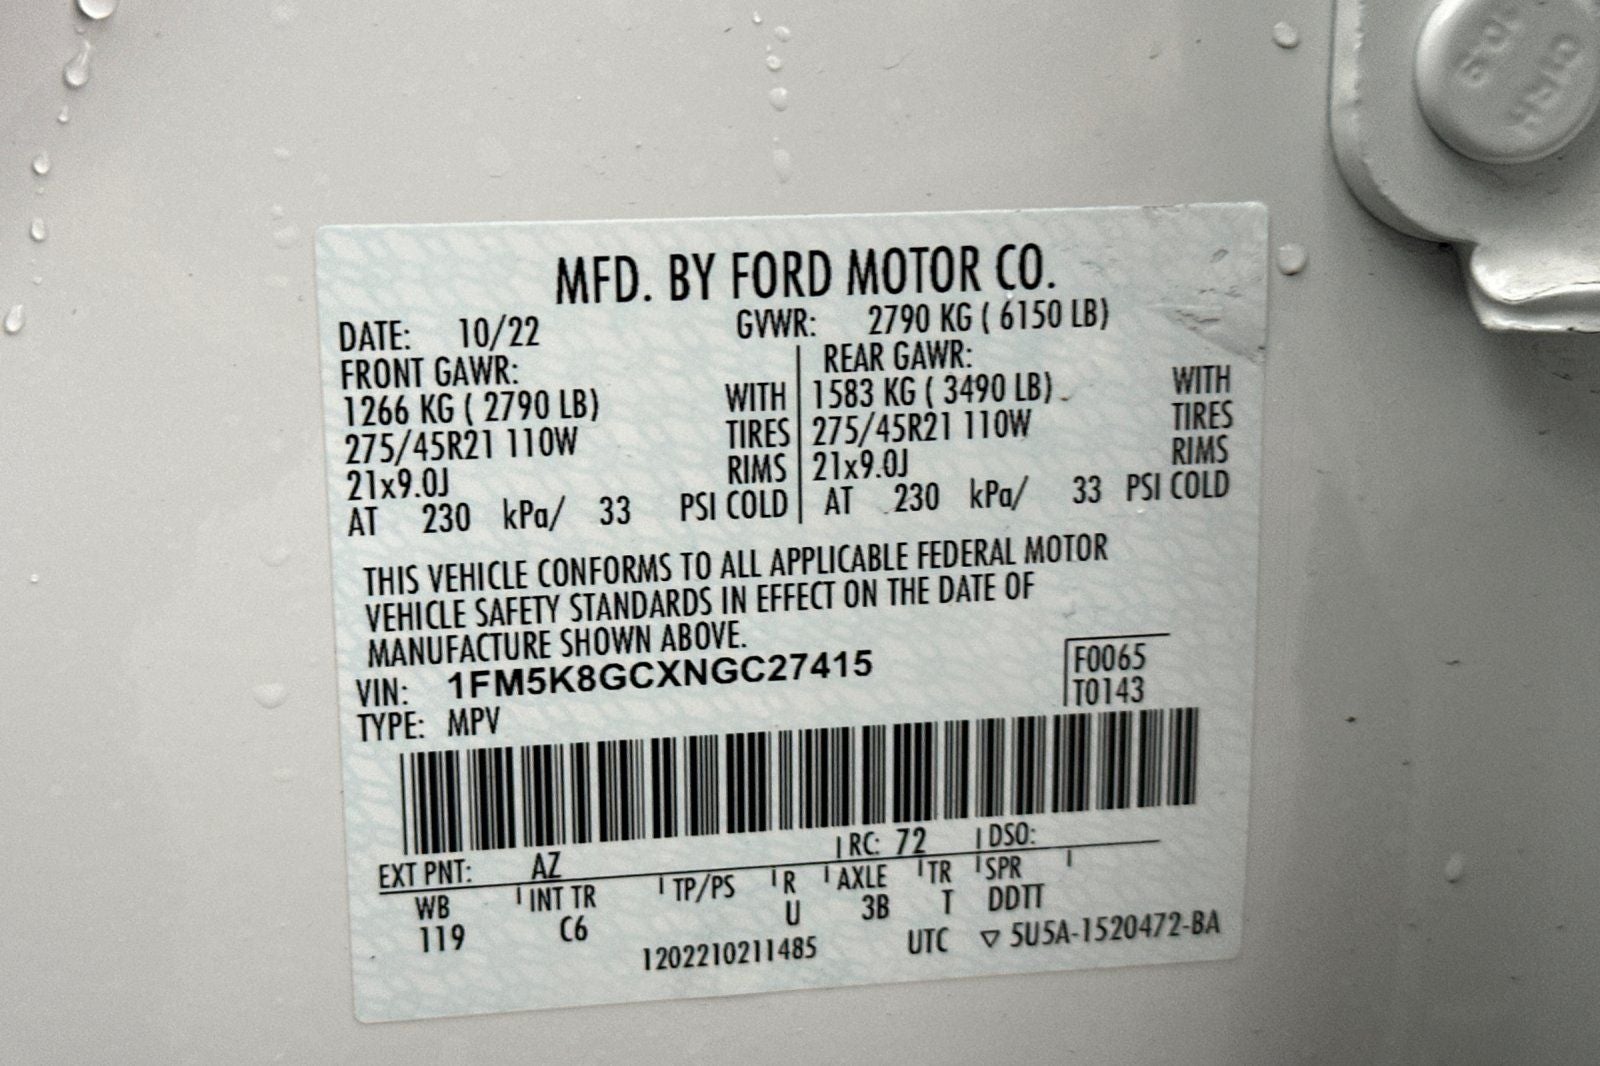 MFD. BY FORD MOTOR CO.
DATE: 10/22 GVWR: 2790 KG ( 6150 LB)
FRONT GAWR: REAR GAWR:
1266 KG ( 2790 LB) WITH 1583 KG ( 3490 LB) WITH
275/45R21 110W TIRES 275/45R21 110W TIRES
21x9.0J RIMS 21x9.0J RIMS
AT 230 kPa/ 33 PSI COLD AT 230 kPa/ 33 PSI COLD
THIS VEHICLE CONFORMS TO ALL APPLICABLE FEDERAL MOTOR
VEHICLE SAFETY STANDARDS IN EFFECT ON THE DATE OF
MANUFACTURE SHOWN ABOVE.
VIN: 1FM5K8GCXNGC27415 F0065
TYPE: MPV T0143
EXT PNT: AZ RC: 72 DSO:
WB INT TR TP/PS R AXLE TR SPR
119 C6 U 3B T DDTT
1202210211485 UTC ▽ 5U5A-1520472-BA